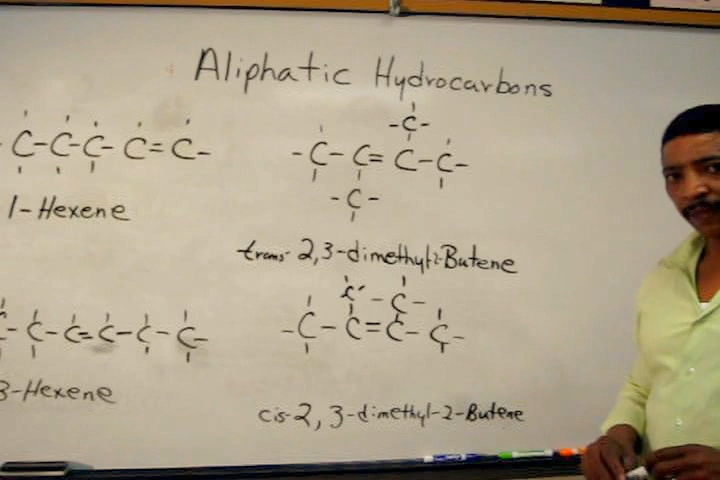 Aliphatic Hydrocarbons
-C-C-C-C=C-
1-Hexene
-C-
-C-C=C-C-
-C-
trans- 2,3-dimethyl-2-Butene
C-C-C=C-C-C-
3-Hexene
C-C-
-C-C=C-C-
cis-2, 3-dimethyl-2-Butene